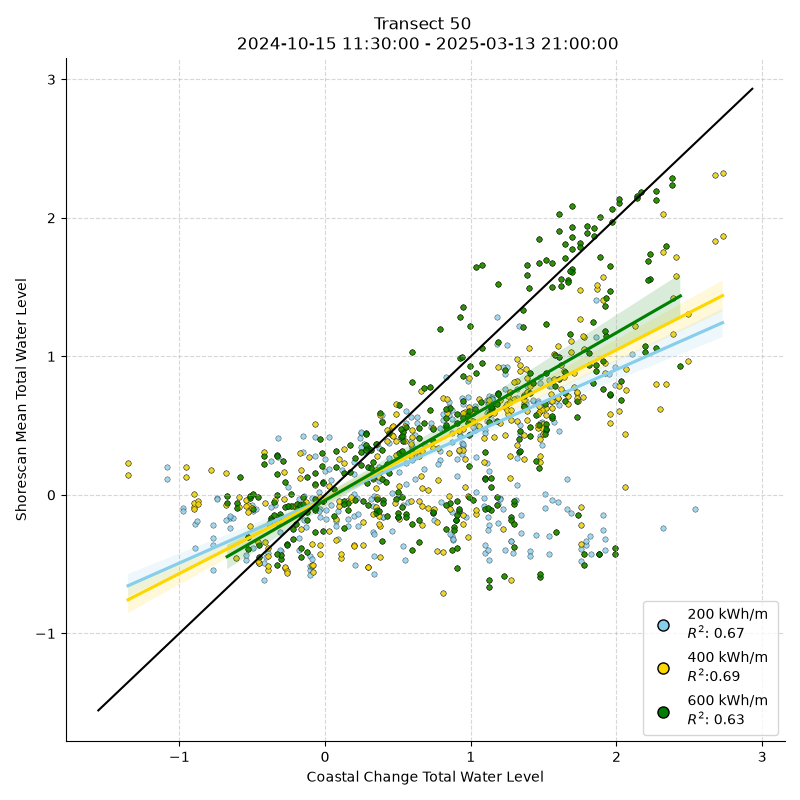 Transect 50
2024-10-15 11:30:00 - 2025-03-13 21:00:00
Shorescan Mean Total Water Level
3
2
1
0
−1
−1
0
1
2
3
Coastal Change Total Water Level
200 kWh/m
R²: 0.67
400 kWh/m
R²:0.69
600 kWh/m
R²: 0.63